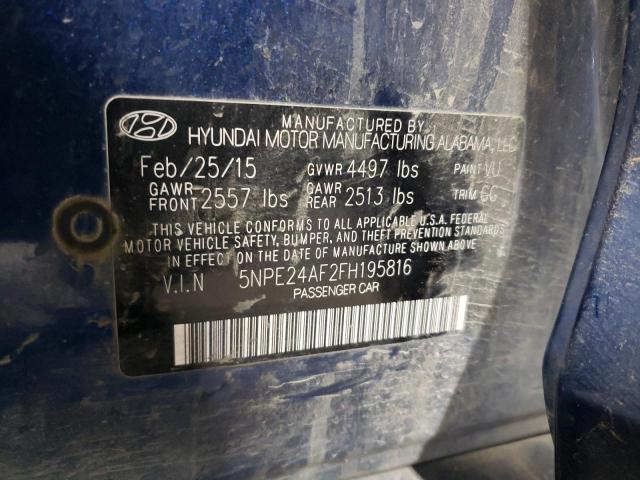 MANUFACTURED BY
HYUNDAI MOTOR MANUFACTURING ALABAMA, LLC
Feb/25/15 GVWR 4497 lbs PAINT VU
GAWR FRONT 2557 lbs GAWR REAR 2513 lbs TRIM GG
THIS VEHICLE CONFORMS TO ALL APPLICABLE U.S.A. FEDERAL
MOTOR VEHICLE SAFETY, BUMPER, AND THEFT PREVENTION STANDARDS
IN EFFECT ON THE DATE OF MANUFACTURE SHOWN ABOVE.
V.I.N 5NPE24AF2FH195816
PASSENGER CAR